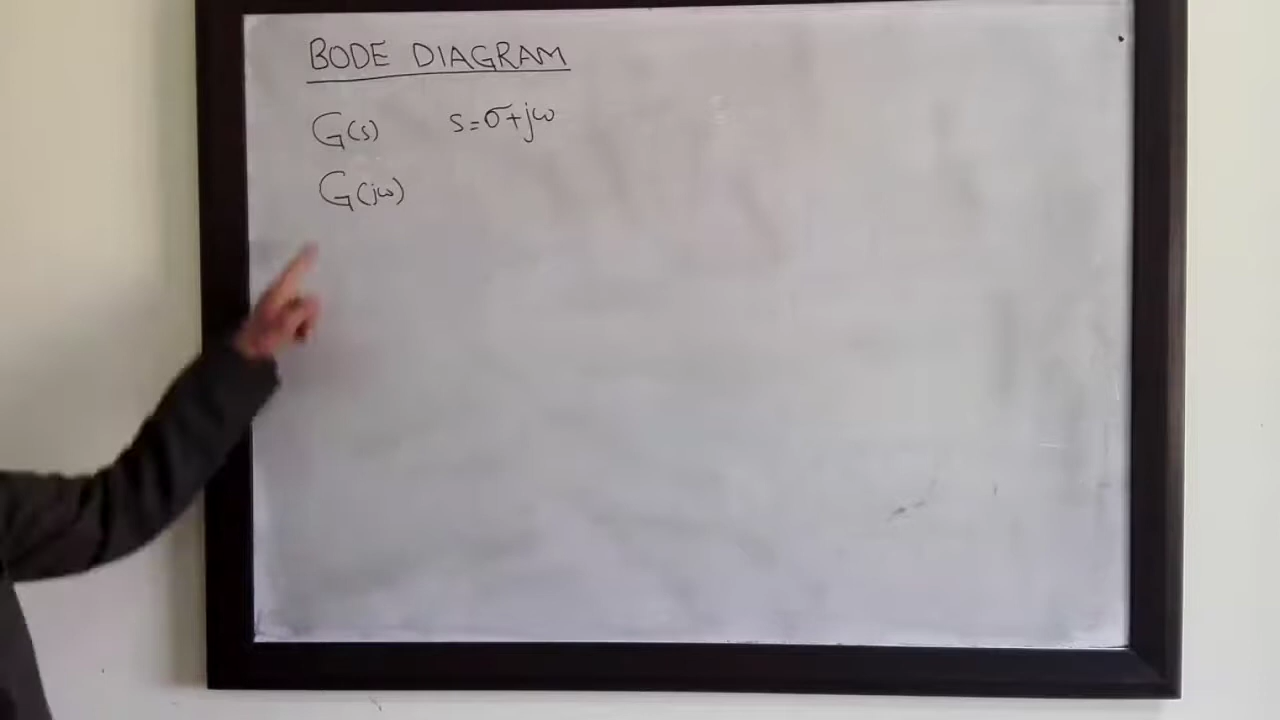 BODE DIAGRAM
G(s) s=σ+jω
G(jω)